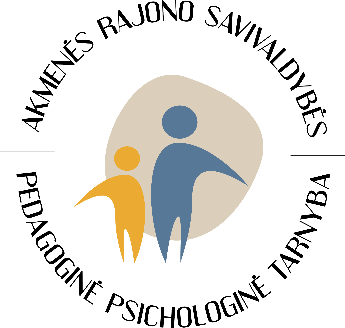 AKMENĖS RAJONO SAVIVALDYBĖS
PEDAGOGINĖ PSICHOLOGINĖ TARNYBA